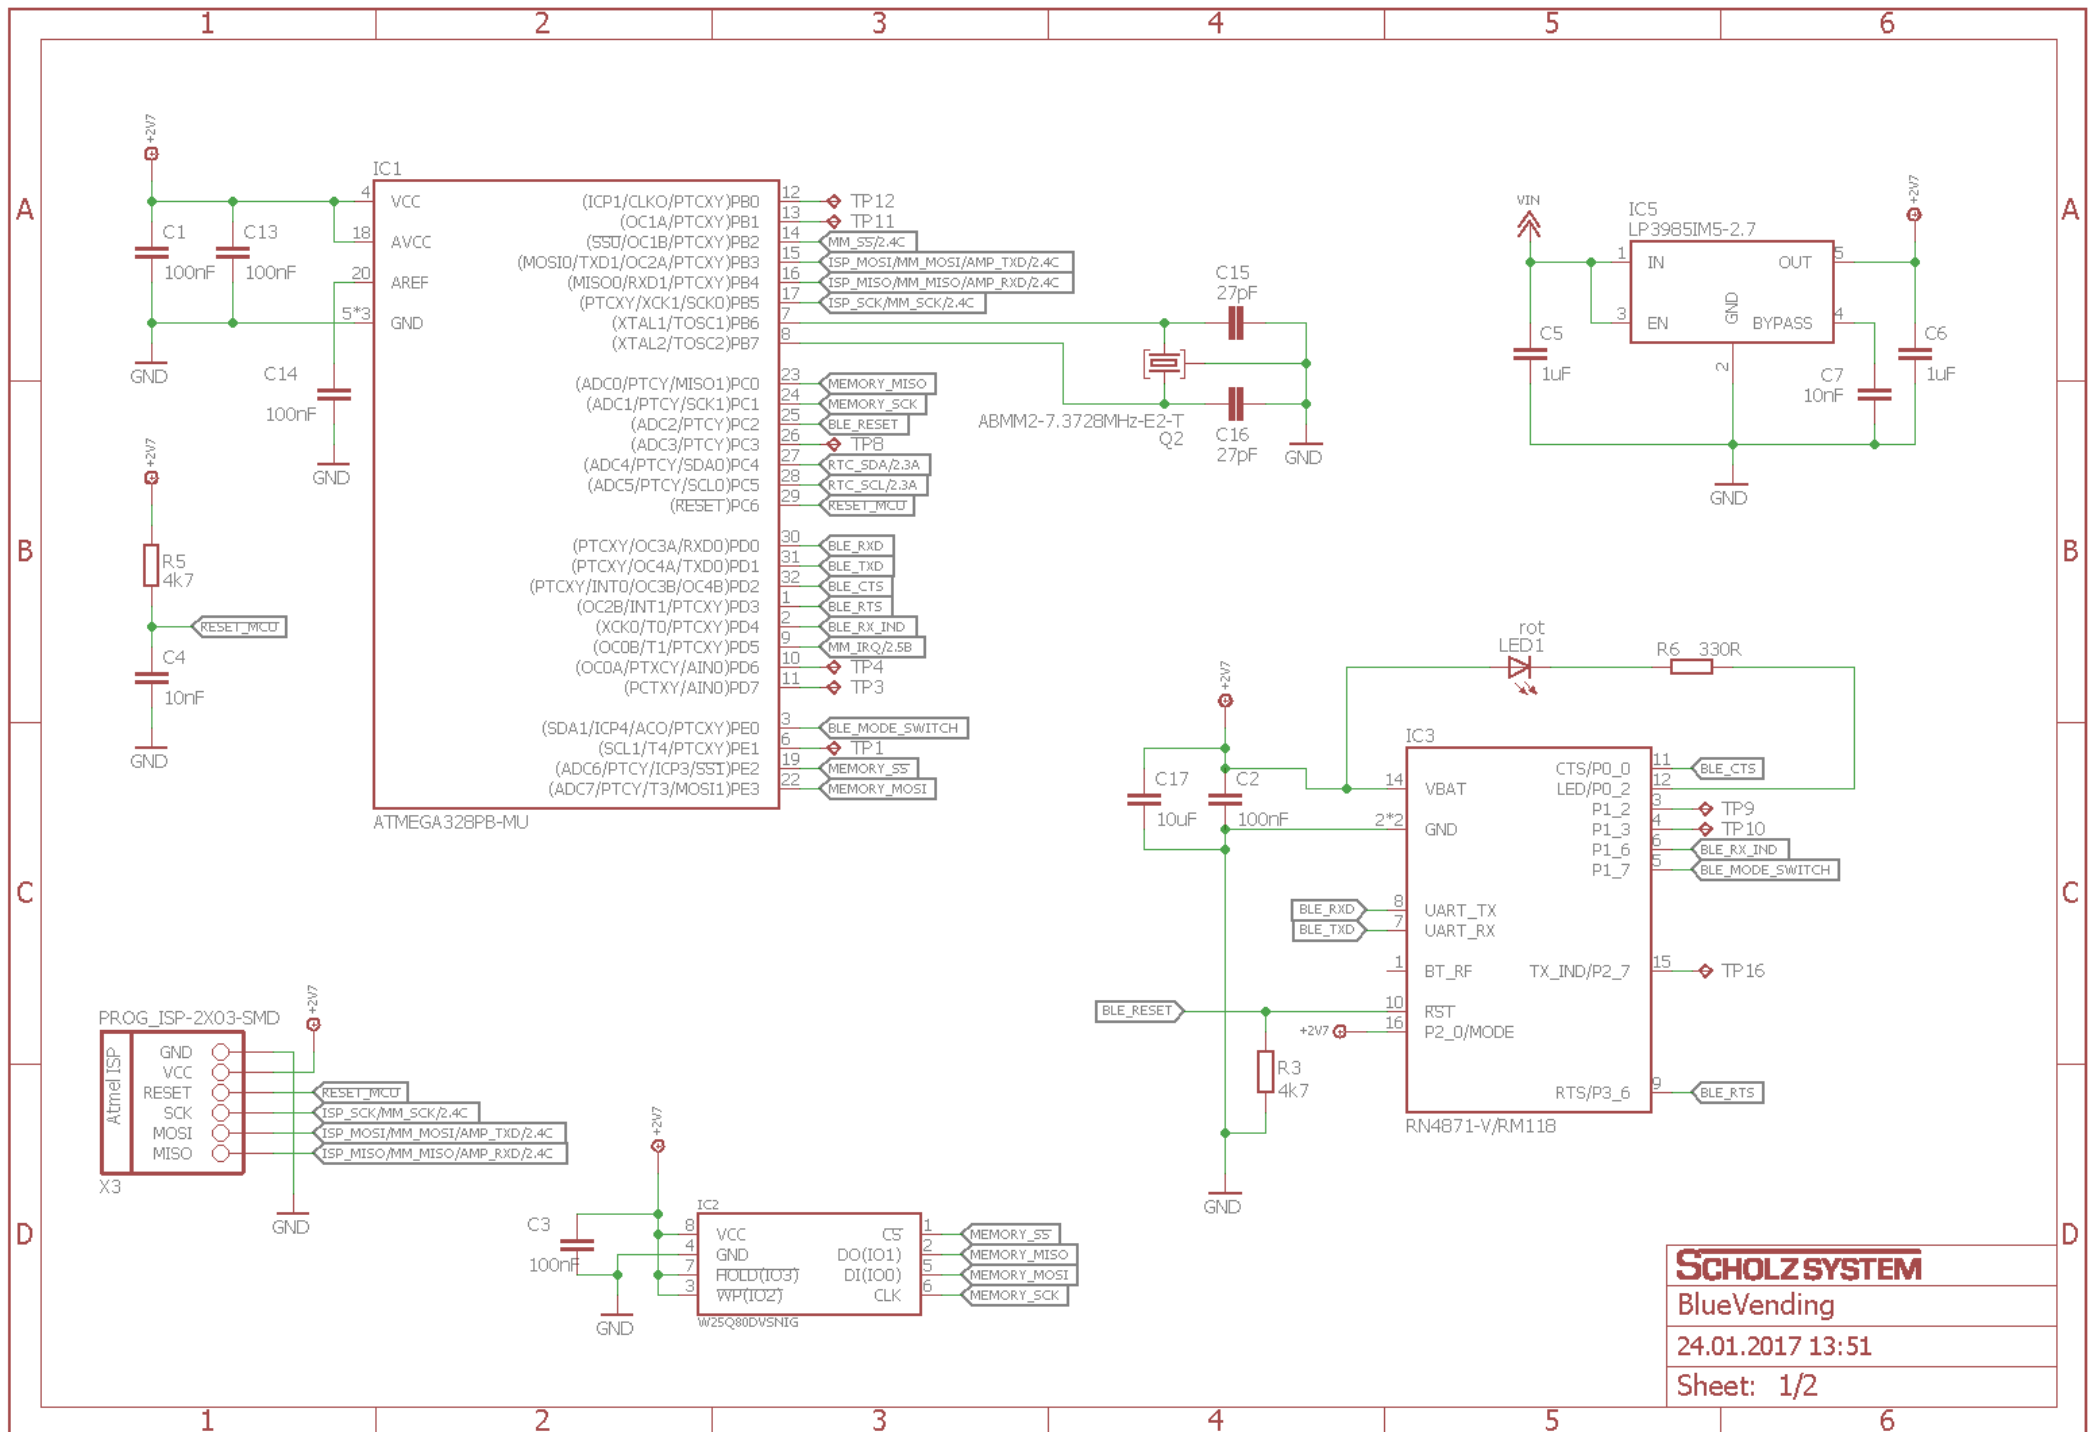 1 2 3 4 5 6
A A
B B
C C
D D
+2V7
C1
100nF
C13
100nF
GND
C14
100nF
GND
+2V7
R5
4k7
RESET_MCU
C4
10nF
GND
IC1
4 VCC
18 AVCC
20 AREF
5*3 GND
(ICP1/CLKO/PTCXY)PB0 12 TP12
(OC1A/PTCXY)PB1 13 TP11
(SS0/OC1B/PTCXY)PB2 14 MM_SS/2.4C
(MOSI0/TXD1/OC2A/PTCXY)PB3 15 ISP_MOSI/MM_MOSI/AMP_TXD/2.4C
(MISO0/RXD1/PTCXY)PB4 16 ISP_MISO/MM_MISO/AMP_RXD/2.4C
(PTCXY/XCK1/SCK0)PB5 17 ISP_SCK/MM_SCK/2.4C
(XTAL1/TOSC1)PB6 7
(XTAL2/TOSC2)PB7 8
(ADC0/PTCY/MISO1)PC0 23 MEMORY_MISO
(ADC1/PTCY/SCK1)PC1 24 MEMORY_SCK
(ADC2/PTCY)PC2 25 BLE_RESET
(ADC3/PTCY)PC3 26 TP8
(ADC4/PTCY/SDA0)PC4 27 RTC_SDA/2.3A
(ADC5/PTCY/SCL0)PC5 28 RTC_SCL/2.3A
(RESET)PC6 29 RESET_MCU
(PTCXY/OC3A/RXD0)PD0 30 BLE_RXD
(PTCXY/OC4A/TXD0)PD1 31 BLE_TXD
(PTCXY/INT0/OC3B/OC4B)PD2 32 BLE_CTS
(OC2B/INT1/PTCXY)PD3 1 BLE_RTS
(XCK0/T0/PTCXY)PD4 2 BLE_RX_IND
(OC0B/T1/PTCXY)PD5 9 MM_IRQ/2.5B
(OC0A/PTXCY/AIN0)PD6 10 TP4
(PCTXY/AIN0)PD7 11 TP3
(SDA1/ICP4/ACO/PTCXY)PE0 3 BLE_MODE_SWITCH
(SCL1/T4/PTCXY)PE1 6 TP1
(ADC6/PTCY/ICP3/SS1)PE2 19 MEMORY_SS
(ADC7/PTCY/T3/MOSI1)PE3 22 MEMORY_MOSI
ATMEGA328PB-MU
C15
27pF
ABMM2-7.3728MHz-E2-T
Q2
C16
27pF
GND
VIN
C5
1uF
IC5
LP3985IM5-2.7
1 IN OUT 5
3 EN GND BYPASS 4
2
+2V7
C6
1uF
C7
10nF
GND
rot
LED1
R6 330R
+2V7
C17
10uF
C2
100nF
IC3
14 VBAT
2*2 GND
BLE_RXD 8 UART_TX
BLE_TXD 7 UART_RX
1 BT_RF
BLE_RESET 10 RST
+2V7 16 P2_0/MODE
CTS/P0_0 11 BLE_CTS
LED/P0_2 12
P1_2 3 TP9
P1_3 4 TP10
P1_6 6 BLE_RX_IND
P1_7 5 BLE_MODE_SWITCH
TX_IND/P2_7 15 TP16
RTS/P3_6 9 BLE_RTS
RN4871-V/RM118
R3
4k7
GND
PROG_ISP-2X03-SMD
+2V7
Atmel ISP
GND
VCC
RESET RESET_MCU
SCK ISP_SCK/MM_SCK/2.4C
MOSI ISP_MOSI/MM_MOSI/AMP_TXD/2.4C
MISO ISP_MISO/MM_MISO/AMP_RXD/2.4C
X3
GND
+2V7
C3
100nF
GND
IC2
8 VCC CS 1 MEMORY_SS
4 GND DO(IO1) 2 MEMORY_MISO
7 HOLD(IO3) DI(IO0) 5 MEMORY_MOSI
3 WP(IO2) CLK 6 MEMORY_SCK
W25Q80DVSNIG
SCHOLZSYSTEM
BlueVending
24.01.2017 13:51
Sheet: 1/2
1 2 3 4 5 6